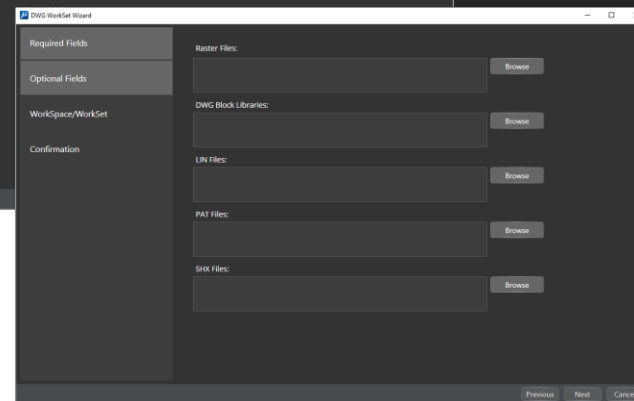 DWG WorkSet Wizard
Required Fields
Optional Fields
WorkSpace/WorkSet
Confirmation
Raster Files:
Browse
DWG Block Libraries:
Browse
LIN Files:
Browse
PAT Files:
Browse
SHX Files:
Browse
Previous
Next
Cance